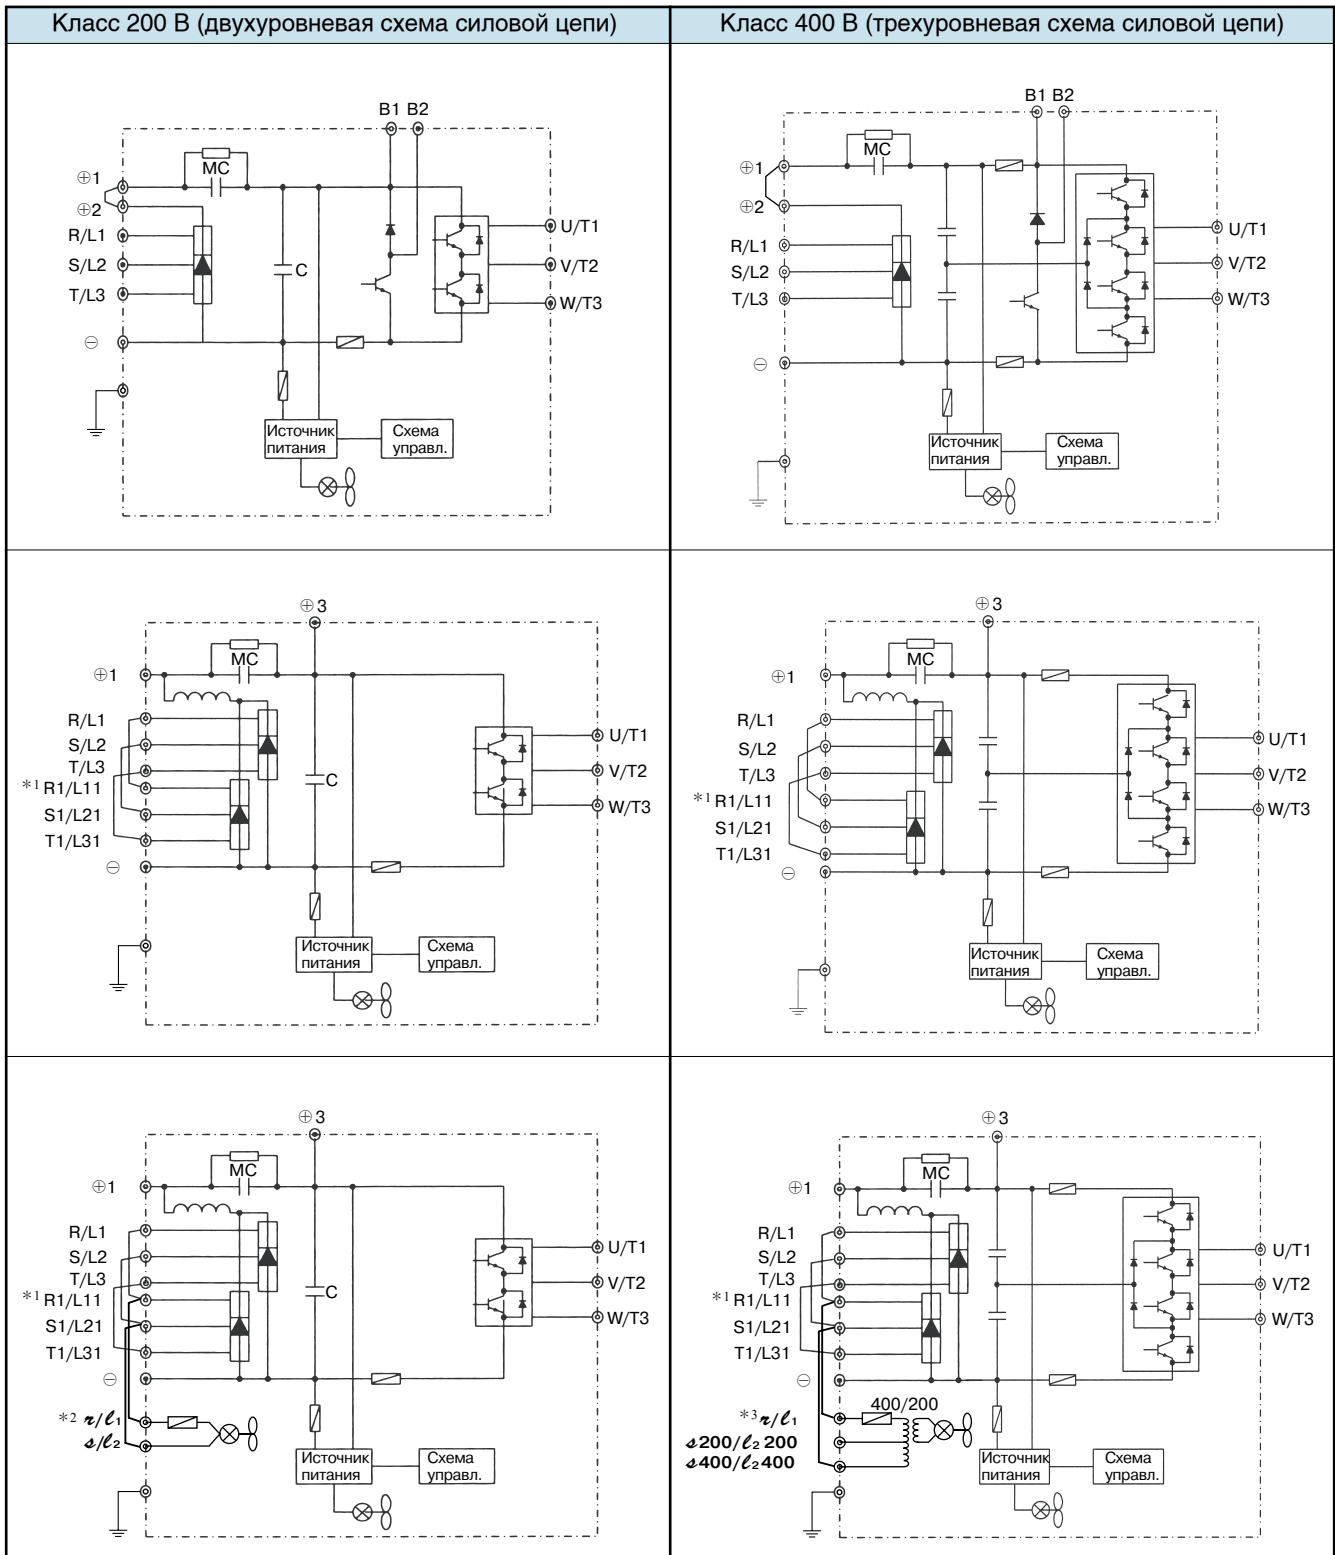 Класс 200 В (двухуровневая схема силовой цепи)
Класс 400 В (трехуровневая схема силовой цепи)
B1 B2
MC
⊕1
⊕2
R/L1
S/L2
T/L3
⊖
C
U/T1
V/T2
W/T3
Источник
питания
Схема
управл.
B1 B2
MC
⊕1
⊕2
R/L1
S/L2
T/L3
⊖
U/T1
V/T2
W/T3
Источник
питания
Схема
управл.
⊕3
MC
⊕1
R/L1
S/L2
T/L3
*1 R1/L11
S1/L21
T1/L31
⊖
C
U/T1
V/T2
W/T3
Источник
питания
Схема
управл.
⊕3
MC
⊕1
R/L1
S/L2
T/L3
*1 R1/L11
S1/L21
T1/L31
⊖
U/T1
V/T2
W/T3
Источник
питания
Схема
управл.
⊕3
MC
⊕1
R/L1
S/L2
T/L3
*1 R1/L11
S1/L21
T1/L31
⊖
*2 r/ℓ1
s/ℓ2
C
U/T1
V/T2
W/T3
Источник
питания
Схема
управл.
⊕3
MC
⊕1
R/L1
S/L2
T/L3
*1 R1/L11
S1/L21
T1/L31
⊖
400/200
*3 r/ℓ1
s200/ℓ2 200
s400/ℓ2 400
U/T1
V/T2
W/T3
Источник
питания
Схема
управл.